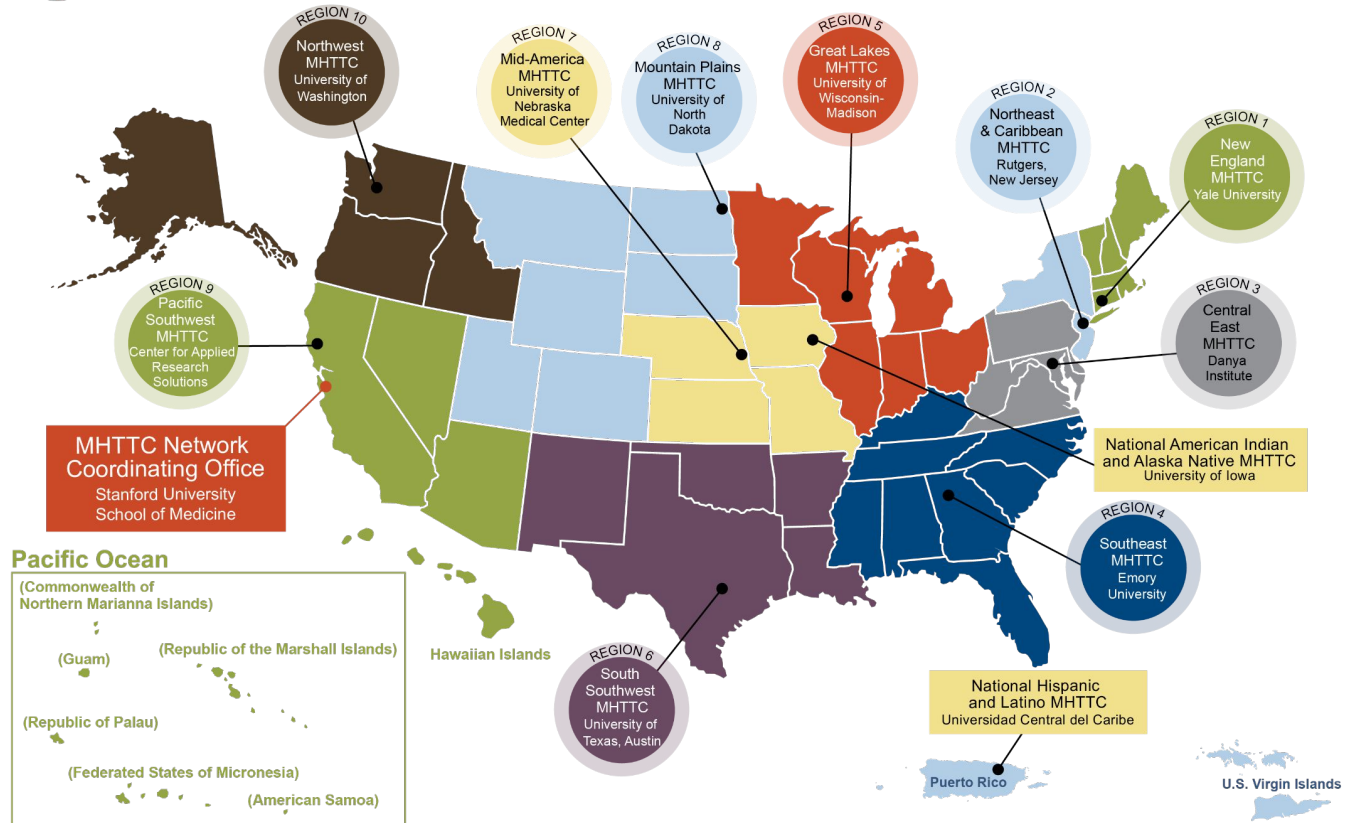 REGION 10
Northwest
MHTTC
University of
Washington
REGION 7
Mid-America
MHTTC
University of
Nebraska
Medical Center
REGION 8
Mountain Plains
MHTTC
University of
North
Dakota
REGION 5
Great Lakes
MHTTC
University of
Wisconsin-
Madison
REGION 2
Northeast
& Caribbean
MHTTC
Rutgers,
New Jersey
REGION 1
New
England
MHTTC
Yale University
REGION 9
Pacific
Southwest
MHTTC
Center for Applied
Research
Solutions
REGION 3
Central
East
MHTTC
Danya
Institute
MHTTC Network
Coordinating Office
Stanford University
School of Medicine
National American Indian
and Alaska Native MHTTC
University of Iowa
REGION 4
Southeast
MHTTC
Emory
University
Pacific Ocean
(Commonwealth of
Northern Marianna Islands)
(Guam)
(Republic of the Marshall Islands)
(Republic of Palau)
(Federated States of Micronesia)
(American Samoa)
Hawaiian Islands
REGION 6
South
Southwest
MHTTC
University of
Texas, Austin
National Hispanic
and Latino MHTTC
Universidad Central del Caribe
Puerto Rico
U.S. Virgin Islands